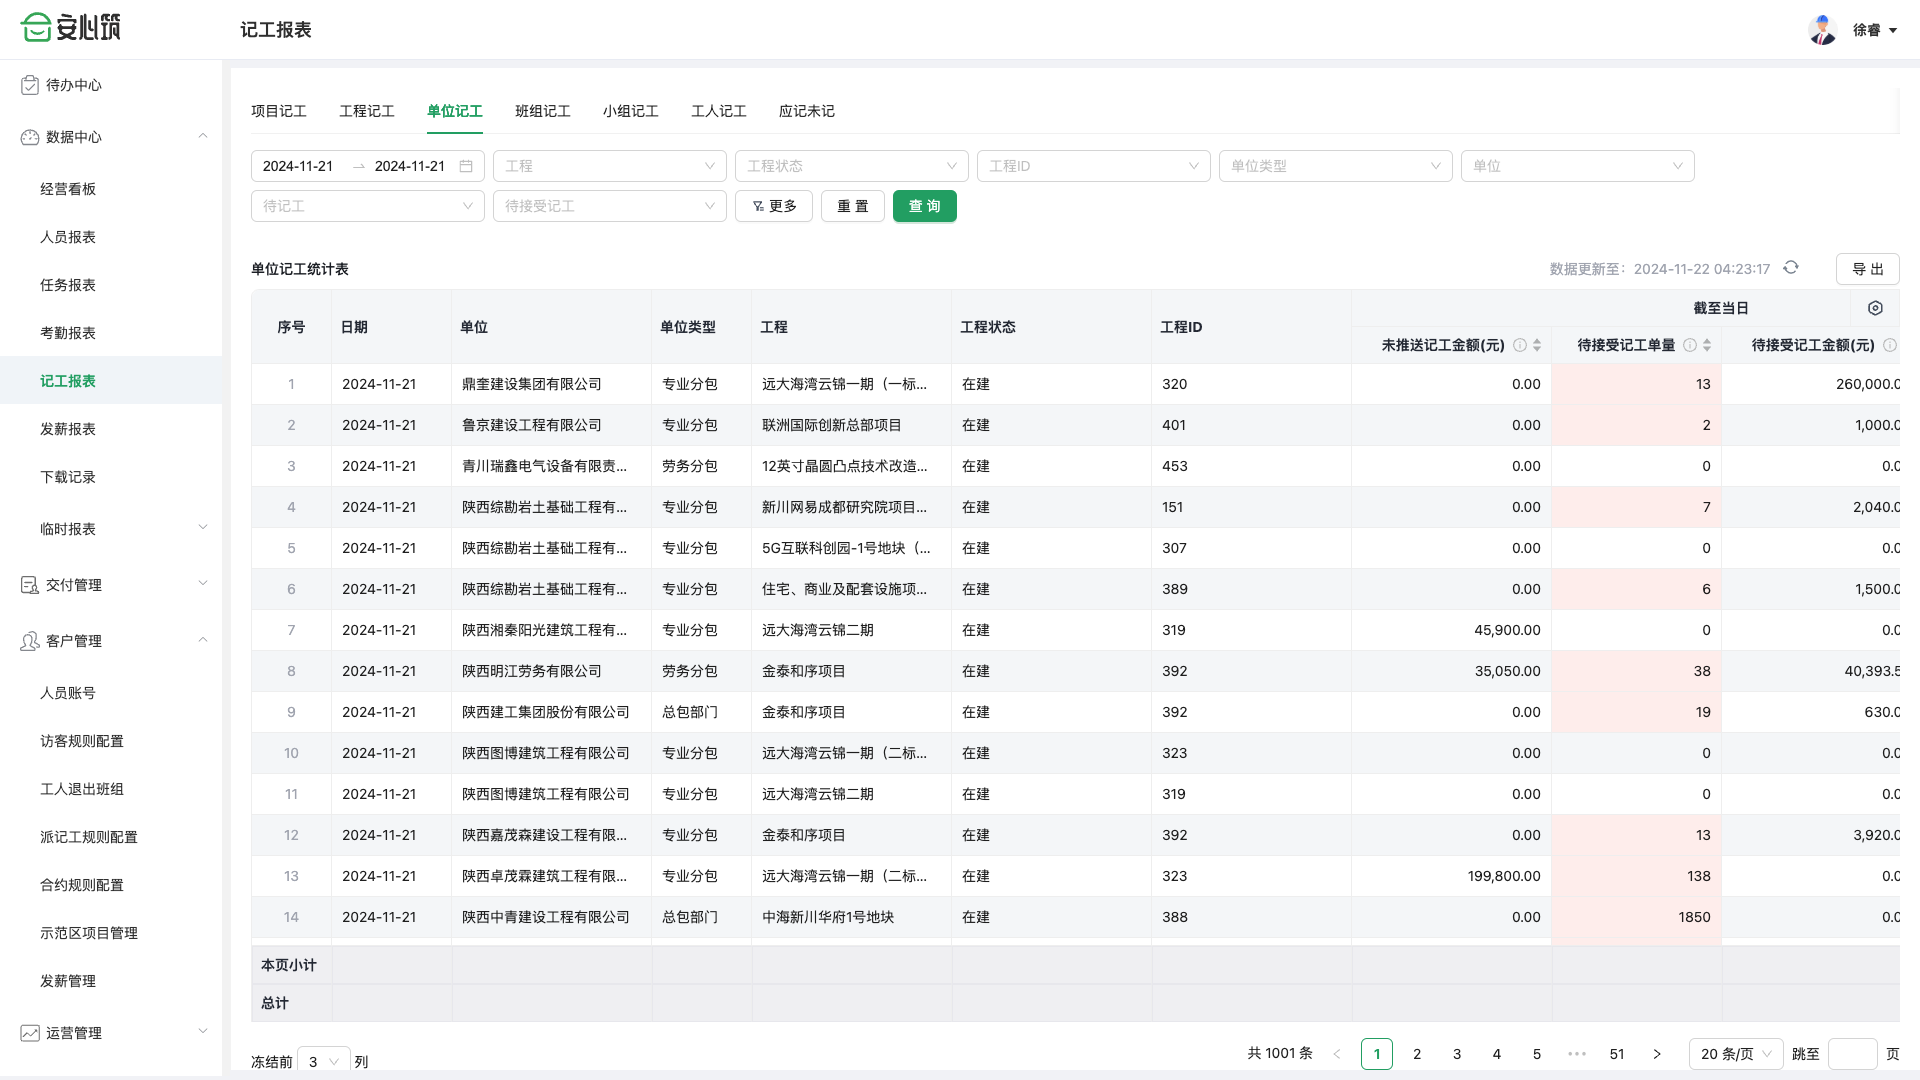 安心筑
记工报表
徐睿
待办中心
数据中心
经营看板
人员报表
任务报表
考勤报表
记工报表
发薪报表
下载记录
临时报表
交付管理
客户管理
人员账号
访客规则配置
工人退出班组
派记工规则配置
合约规则配置
示范区项目管理
发薪管理
运营管理
项目记工 工程记工 单位记工 班组记工 小组记工 工人记工 应记未记
2024-11-21 → 2024-11-21 工程 工程状态 工程ID 单位类型 单位
待记工 待接受记工 更多 重 置 查 询
单位记工统计表 数据更新至：2024-11-22 04:23:17 导 出
截至当日
序号 日期 单位 单位类型 工程 工程状态 工程ID
未推送记工金额(元) 待接受记工单量 待接受记工金额(元)
1 2024-11-21 鼎奎建设集团有限公司 专业分包 远大海湾云锦一期（一标... 在建 320 0.00 13 260,000.0
2 2024-11-21 鲁京建设工程有限公司 专业分包 联洲国际创新总部项目 在建 401 0.00 2 1,000.0
3 2024-11-21 青川瑞鑫电气设备有限责... 劳务分包 12英寸晶圆凸点技术改造... 在建 453 0.00 0 0.0
4 2024-11-21 陕西综勘岩土基础工程有... 专业分包 新川网易成都研究院项目... 在建 151 0.00 7 2,040.0
5 2024-11-21 陕西综勘岩土基础工程有... 专业分包 5G互联科创园-1号地块（... 在建 307 0.00 0 0.0
6 2024-11-21 陕西综勘岩土基础工程有... 专业分包 住宅、商业及配套设施项... 在建 389 0.00 6 1,500.0
7 2024-11-21 陕西湘秦阳光建筑工程有... 专业分包 远大海湾云锦二期 在建 319 45,900.00 0 0.0
8 2024-11-21 陕西明江劳务有限公司 劳务分包 金泰和序项目 在建 392 35,050.00 38 40,393.5
9 2024-11-21 陕西建工集团股份有限公司 总包部门 金泰和序项目 在建 392 0.00 19 630.0
10 2024-11-21 陕西图博建筑工程有限公司 专业分包 远大海湾云锦一期（二标... 在建 323 0.00 0 0.0
11 2024-11-21 陕西图博建筑工程有限公司 专业分包 远大海湾云锦二期 在建 319 0.00 0 0.0
12 2024-11-21 陕西嘉茂森建设工程有限... 专业分包 金泰和序项目 在建 392 0.00 13 3,920.0
13 2024-11-21 陕西卓茂霖建筑工程有限... 专业分包 远大海湾云锦一期（二标... 在建 323 199,800.00 138 0.0
14 2024-11-21 陕西中青建设工程有限公司 总包部门 中海新川华府1号地块 在建 388 0.00 1850 0.0
本页小计
总计
冻结前 3 列 共 1001 条 1 2 3 4 5 ••• 51 20 条/页 跳至 页